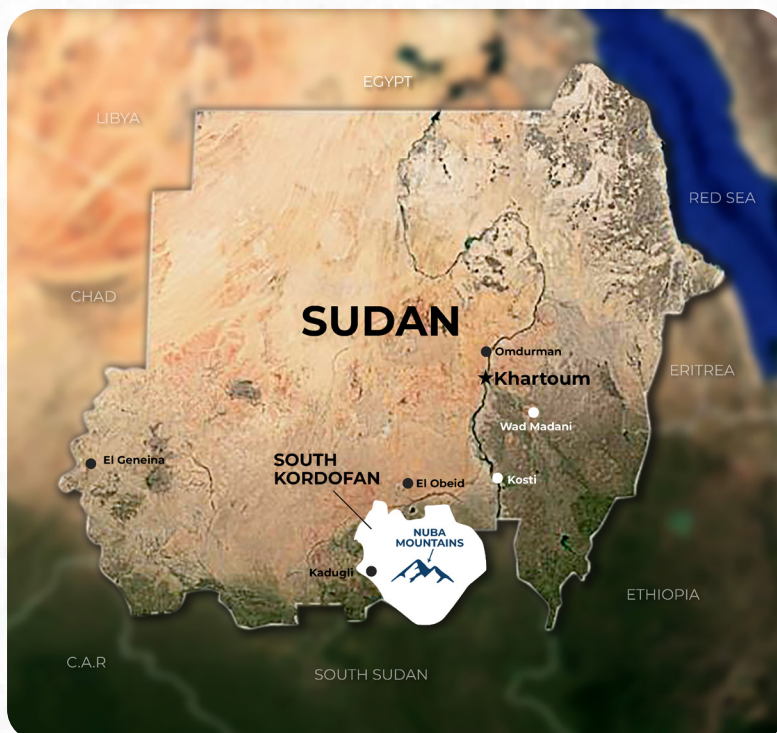 EGYPT
LIBYA
RED SEA
CHAD
SUDAN
Omdurman
Khartoum
ERITREA
Wad Madani
El Geneina
SOUTH
KORDOFAN
El Obeid
Kosti
NUBA
MOUNTAINS
Kadugli
ETHIOPIA
C.A.R
SOUTH SUDAN